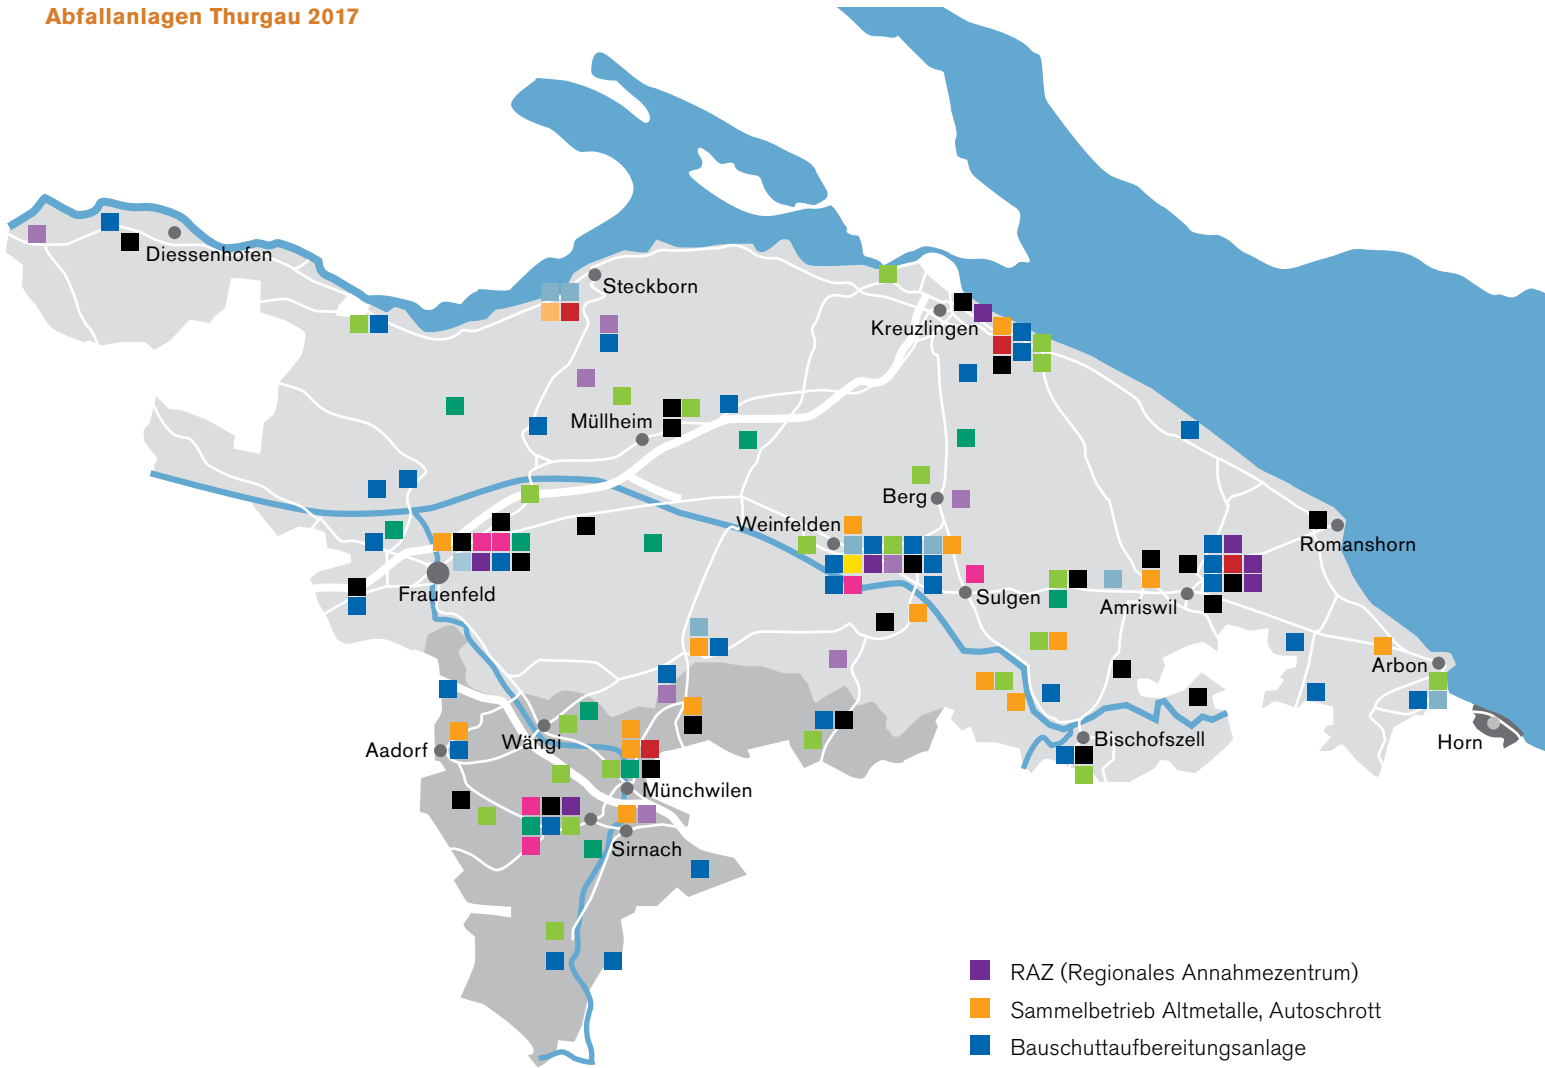 Abfallanlagen Thurgau 2017
Diessenhofen
Steckborn
Kreuzlingen
Müllheim
Berg
Weinfelden
Romanshorn
Frauenfeld
Sulgen
Amriswil
Arbon
Wängi
Aadorf
Bischofszell
Horn
Münchwilen
Sirnach
RAZ (Regionales Annahmezentrum)
Sammelbetrieb Altmetalle, Autoschrott
Bauschuttaufbereitungsanlage